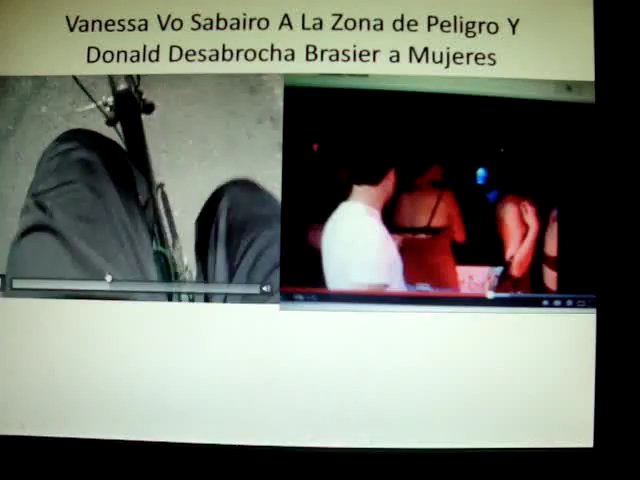 Vanessa Vo Sabairo A La Zona de Peligro Y
Donald Desabrocha Brasier a Mujeres